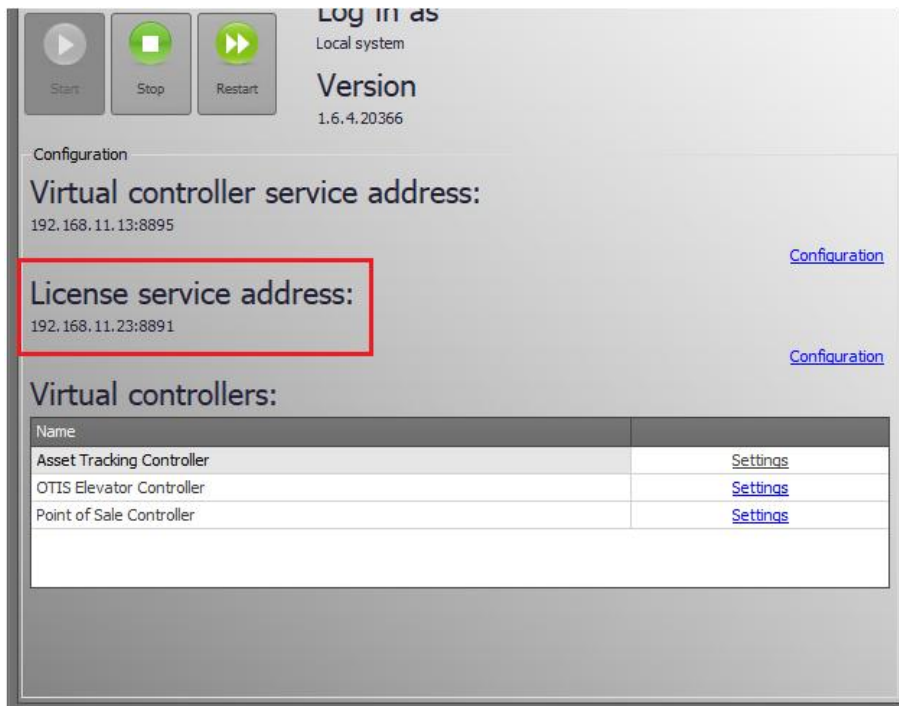 Log in as
Local system
Start
Stop
Restart
Version
1.6.4.20366
Configuration
Virtual controller service address:
192.168.11.13:8895
Configuration
License service address:
192.168.11.23:8891
Configuration
Virtual controllers:
Name
Asset Tracking Controller Settings
OTIS Elevator Controller Settings
Point of Sale Controller Settings